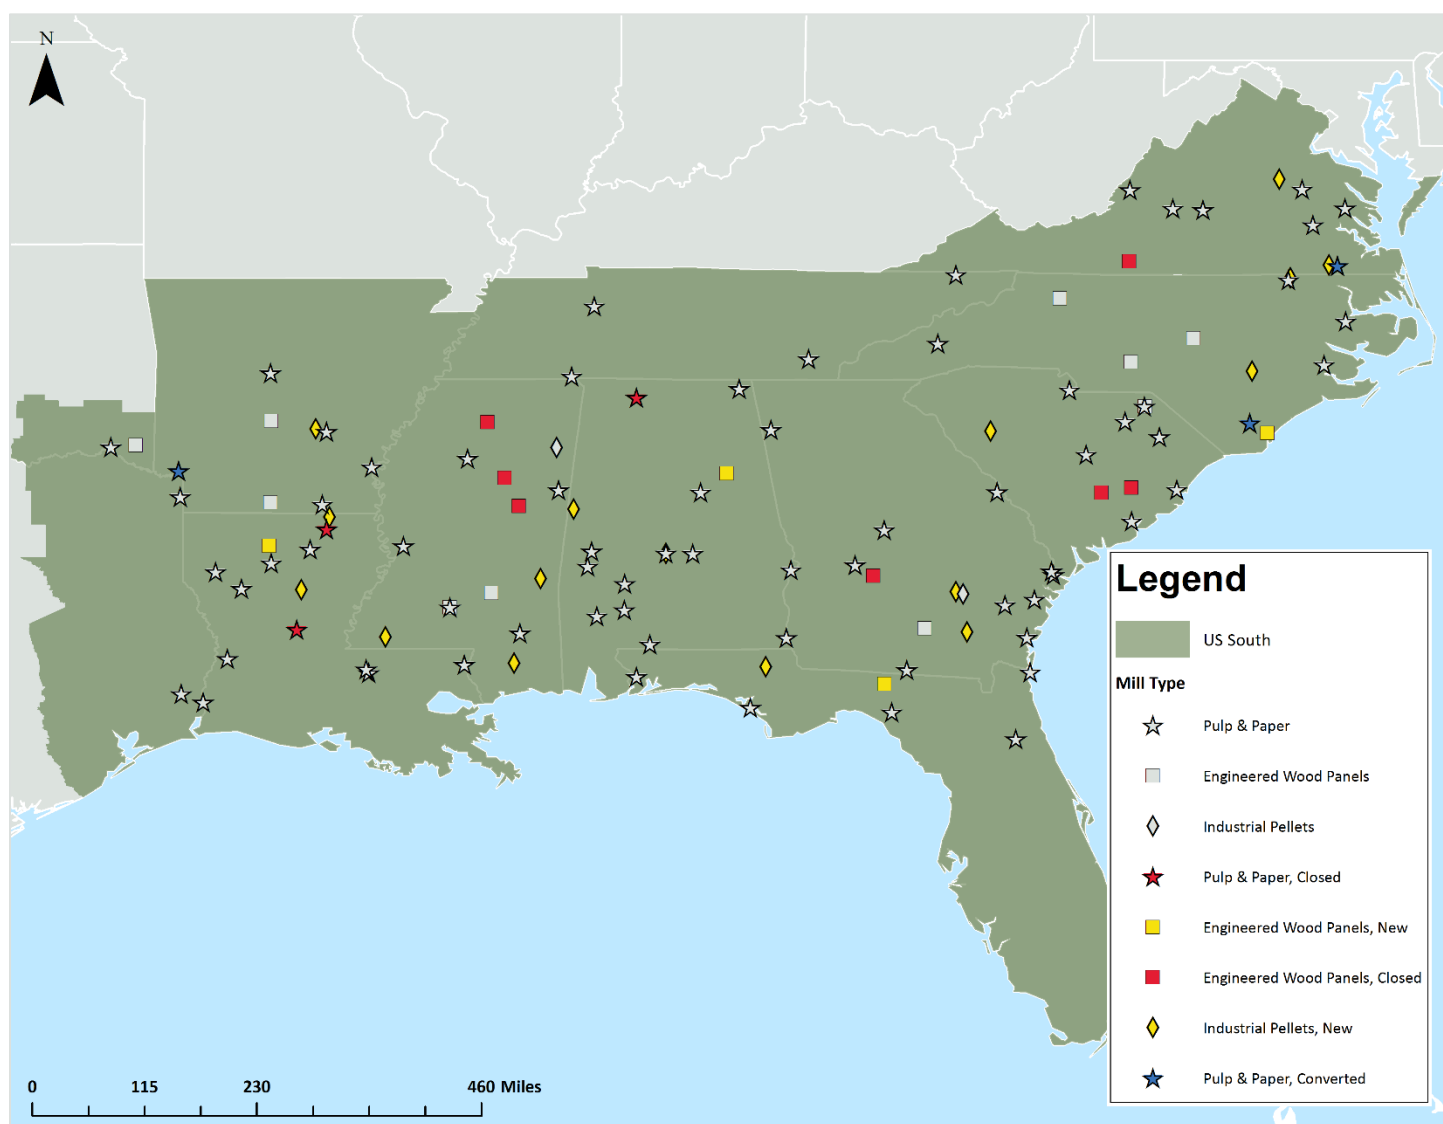 N
Legend
US South
Mill Type
Pulp & Paper
Engineered Wood Panels
Industrial Pellets
Pulp & Paper, Closed
Engineered Wood Panels, New
Engineered Wood Panels, Closed
Industrial Pellets, New
Pulp & Paper, Converted
0 115 230 460 Miles